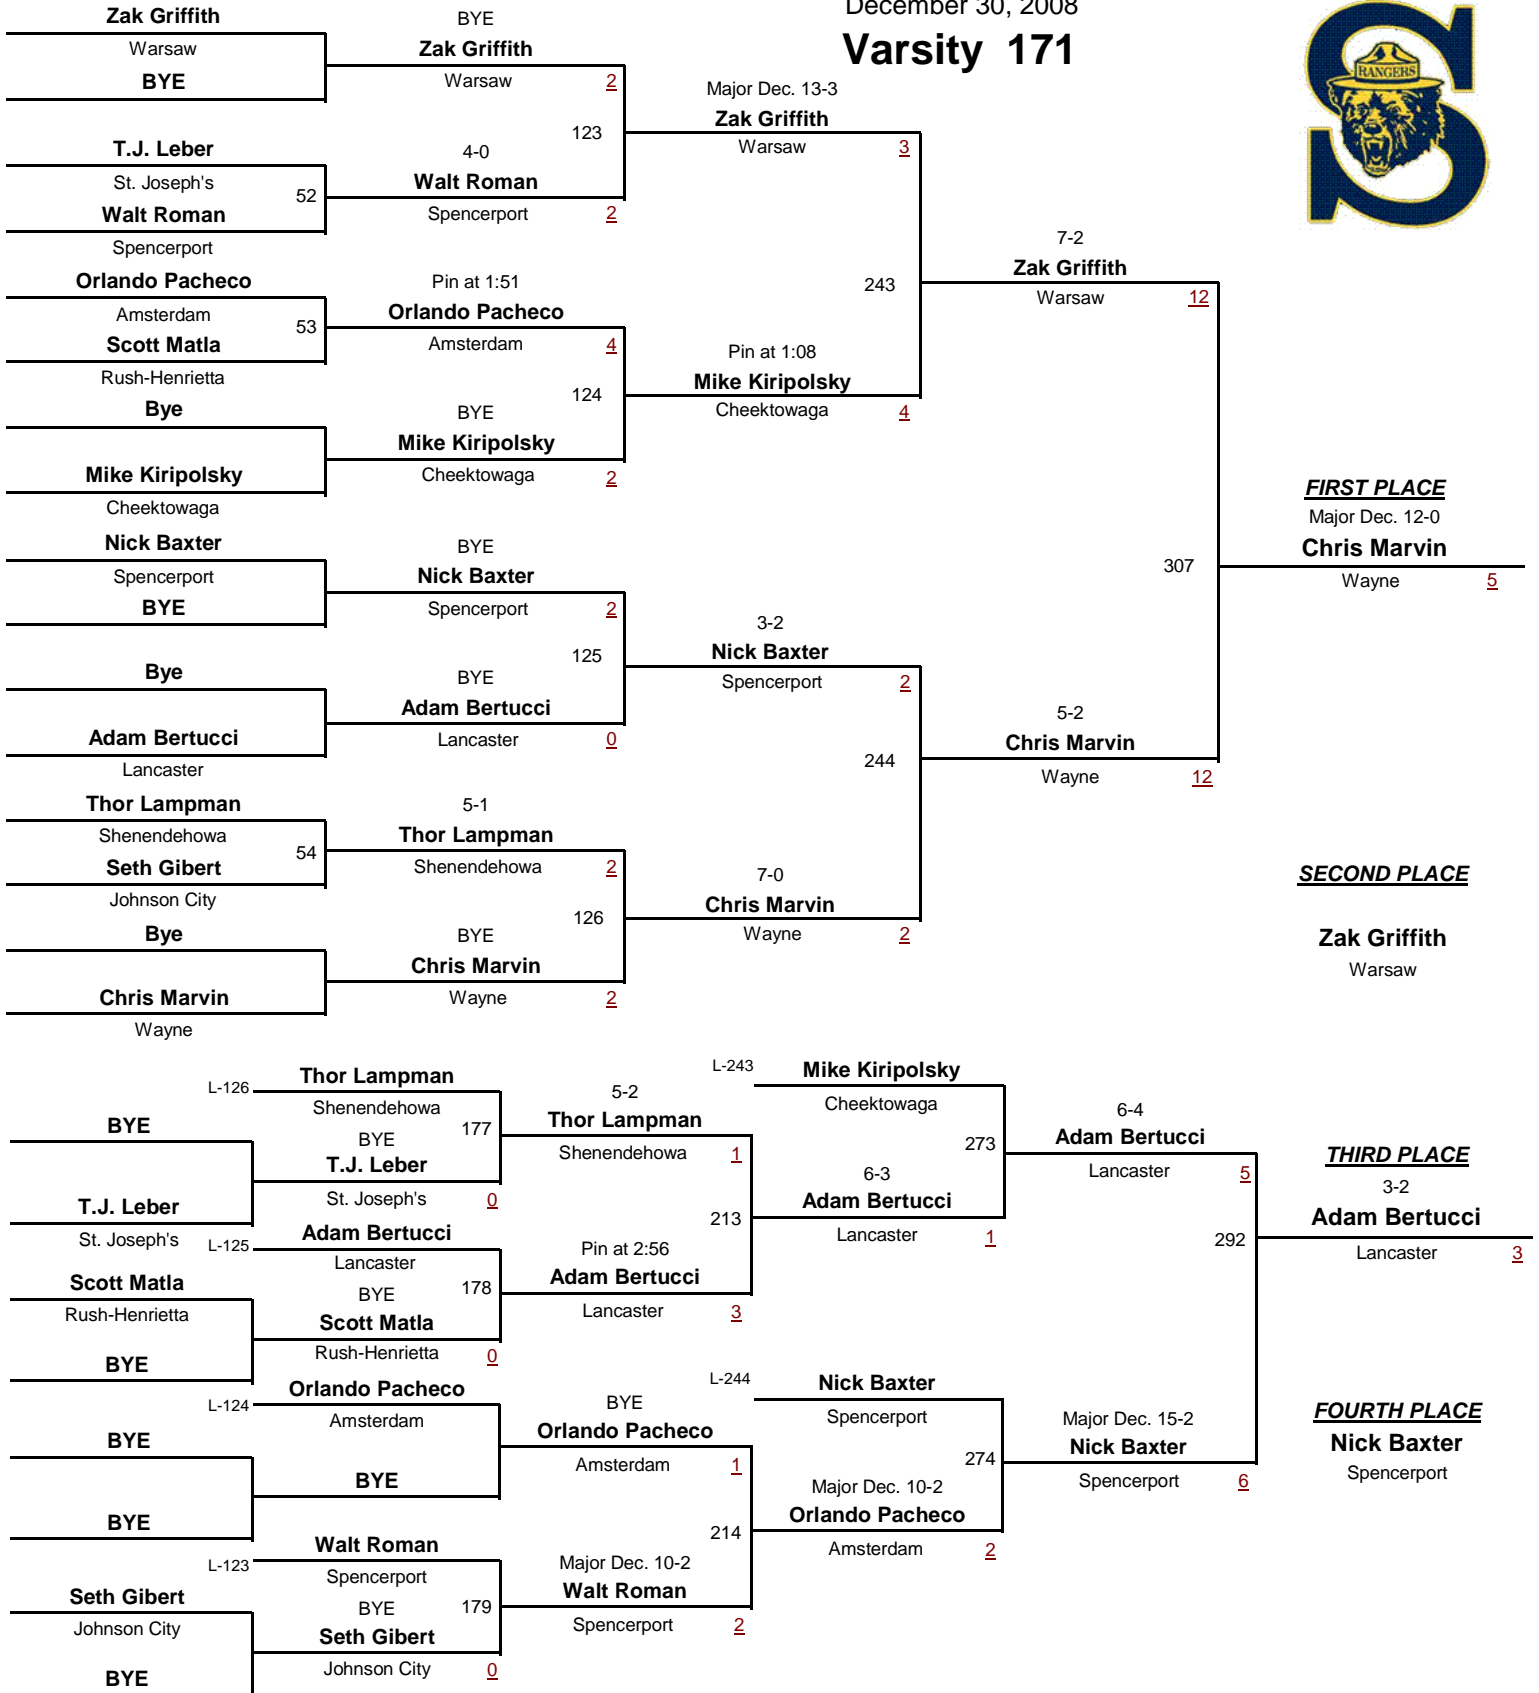 December 30, 2008
Varsity 171
RANGERS
Zak Griffith
Warsaw
BYE
T.J. Leber
St. Joseph's
52
Walt Roman
Spencerport
Orlando Pacheco
Amsterdam
53
Scott Matla
Rush-Henrietta
Bye
Mike Kiripolsky
Cheektowaga
Nick Baxter
Spencerport
BYE
Bye
Adam Bertucci
Lancaster
Thor Lampman
Shenendehowa
54
Seth Gibert
Johnson City
Bye
Chris Marvin
Wayne
BYE
Zak Griffith
Warsaw 2
123
4-0
Walt Roman
Spencerport 2
Pin at 1:51
Orlando Pacheco
Amsterdam 4
124
BYE
Mike Kiripolsky
Cheektowaga 2
BYE
Nick Baxter
Spencerport 2
125
BYE
Adam Bertucci
Lancaster 0
5-1
Thor Lampman
Shenendehowa 2
126
BYE
Chris Marvin
Wayne 2
Major Dec. 13-3
Zak Griffith
Warsaw 3
243
Pin at 1:08
Mike Kiripolsky
Cheektowaga 4
3-2
Nick Baxter
Spencerport 2
244
7-0
Chris Marvin
Wayne 2
7-2
Zak Griffith
Warsaw 12
307
5-2
Chris Marvin
Wayne 12
FIRST PLACE
Major Dec. 12-0
Chris Marvin
Wayne 5
SECOND PLACE
Zak Griffith
Warsaw
BYE
T.J. Leber
St. Joseph's
Scott Matla
Rush-Henrietta
BYE
BYE
BYE
Seth Gibert
Johnson City
BYE
L-126
Thor Lampman
Shenendehowa
177
BYE
T.J. Leber
St. Joseph's 0
L-125
Adam Bertucci
Lancaster
178
BYE
Scott Matla
Rush-Henrietta 0
L-124
Orlando Pacheco
Amsterdam
BYE
L-123
Walt Roman
Spencerport
179
BYE
Seth Gibert
Johnson City 0
5-2
Thor Lampman
Shenendehowa 1
213
Pin at 2:56
Adam Bertucci
Lancaster 3
BYE
Orlando Pacheco
Amsterdam 1
214
Major Dec. 10-2
Walt Roman
Spencerport 2
L-243
Mike Kiripolsky
Cheektowaga
273
6-3
Adam Bertucci
Lancaster 1
L-244
Nick Baxter
Spencerport
274
Major Dec. 10-2
Orlando Pacheco
Amsterdam 2
6-4
Adam Bertucci
Lancaster 5
292
Major Dec. 15-2
Nick Baxter
Spencerport 6
THIRD PLACE
3-2
Adam Bertucci
Lancaster 3
FOURTH PLACE
Nick Baxter
Spencerport